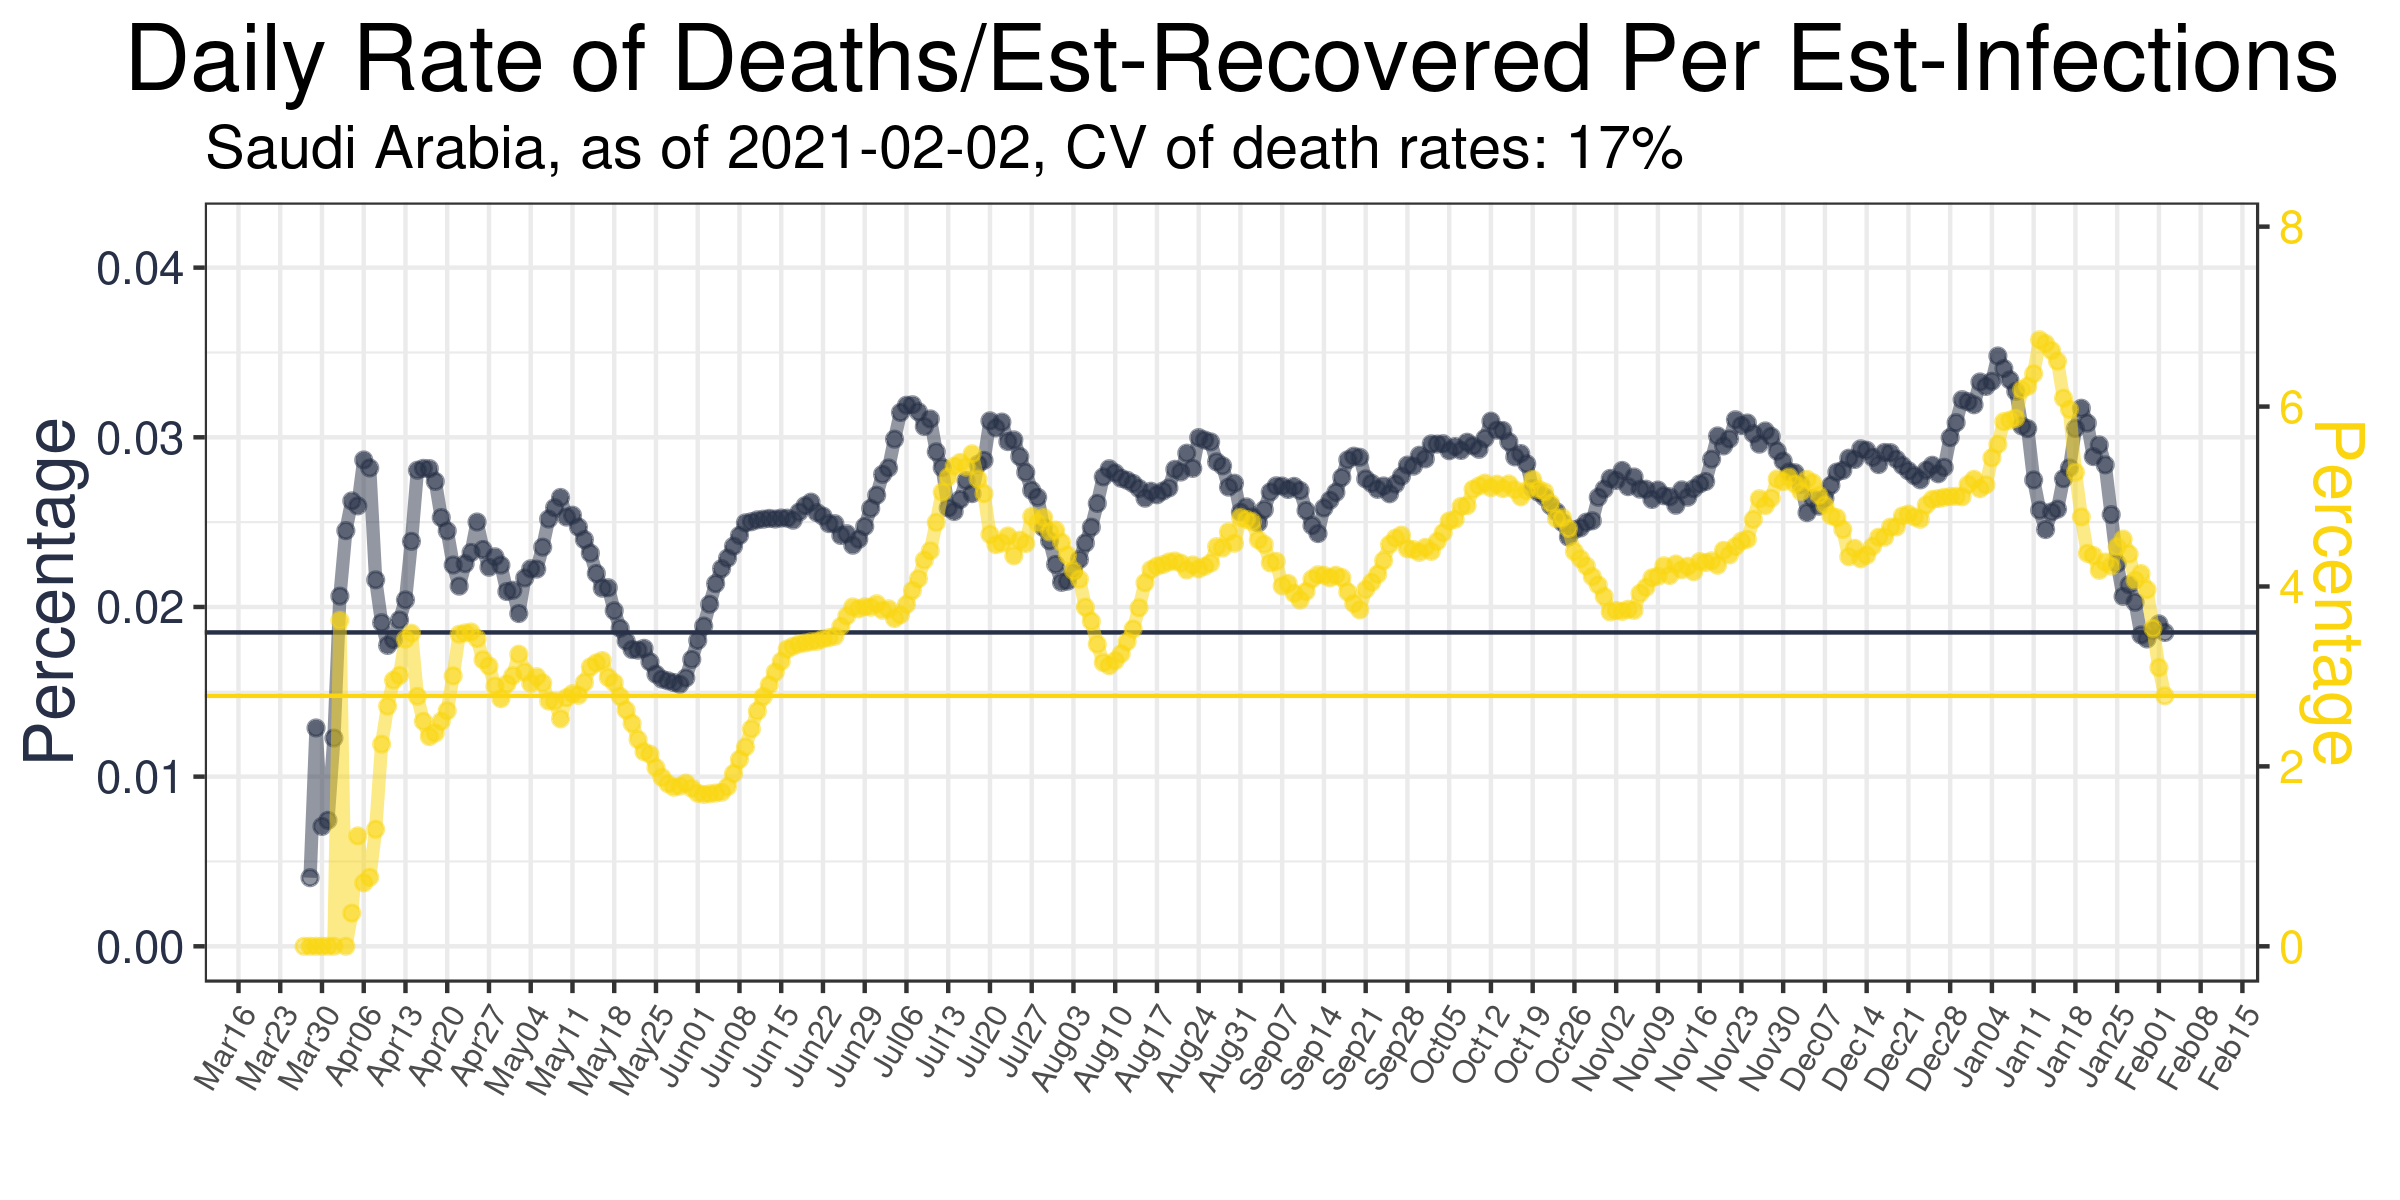 Daily Rate of Deaths/Est-Recovered Per Est-Infections
Saudi Arabia, as of 2021-02-02, CV of death rates: 17%
Percentage
0.04
0.03
0.02
0.01
0.00
8
6
4
2
0
Percentage
Mar16 Mar23 Mar30 Apr06 Apr13 Apr20 Apr27 May04 May11 May18 May25 Jun01 Jun08 Jun15 Jun22 Jun29 Jul06 Jul13 Jul20 Jul27 Aug03 Aug10 Aug17 Aug24 Aug31 Sep07 Sep14 Sep21 Sep28 Oct05 Oct12 Oct19 Oct26 Nov02 Nov09 Nov16 Nov23 Nov30 Dec07 Dec14 Dec21 Dec28 Jan04 Jan11 Jan18 Jan25 Feb01 Feb08 Feb15